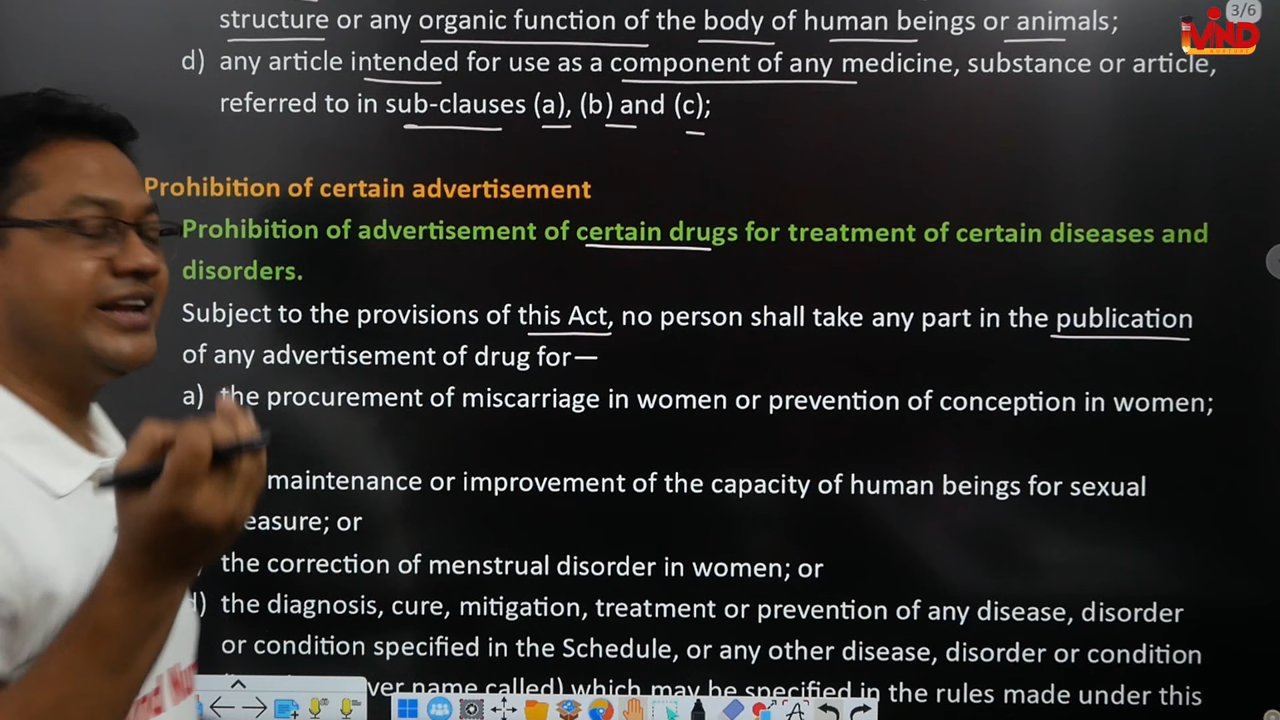 3/6
MIND
structure or any organic function of the body of human beings or animals;
d) any article intended for use as a component of any medicine, substance or article,
referred to in sub-clauses (a), (b) and (c);
Prohibition of certain advertisement
Prohibition of advertisement of certain drugs for treatment of certain diseases and
disorders.
Subject to the provisions of this Act, no person shall take any part in the publication
of any advertisement of drug for—
a) the procurement of miscarriage in women or prevention of conception in women;
maintenance or improvement of the capacity of human beings for sexual
easure; or
the correction of menstrual disorder in women; or
d) the diagnosis, cure, mitigation, treatment or prevention of any disease, disorder
or condition specified in the Schedule, or any other disease, disorder or condition
ver name called) which may be specified in the rules made under this